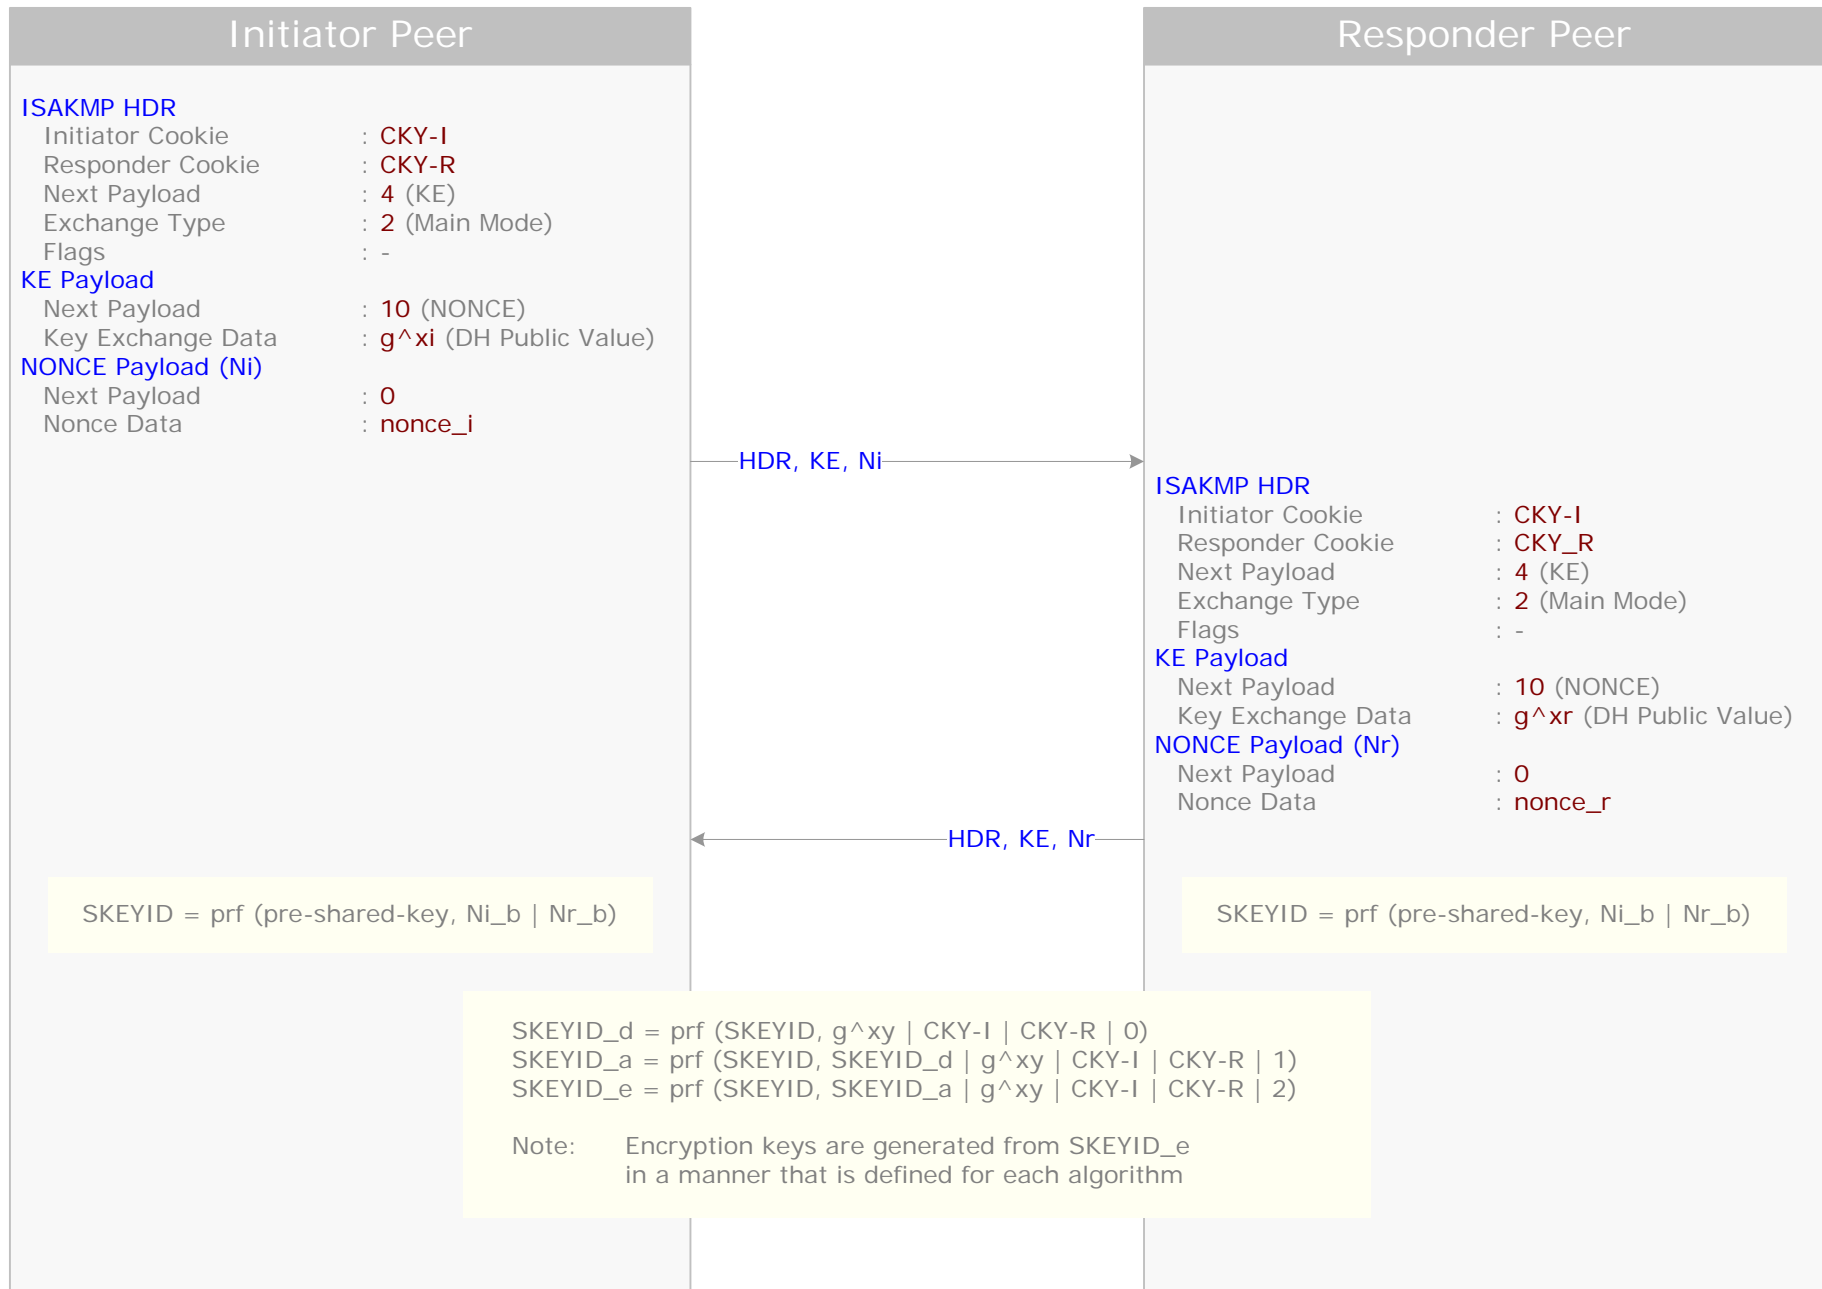 Initiator Peer
Responder Peer
ISAKMP HDR
Initiator Cookie : CKY-I
Responder Cookie : CKY-R
Next Payload : 4 (KE)
Exchange Type : 2 (Main Mode)
Flags : -
KE Payload
Next Payload : 10 (NONCE)
Key Exchange Data : g^xi (DH Public Value)
NONCE Payload (Ni)
Next Payload : 0
Nonce Data : nonce_i
HDR, KE, Ni
ISAKMP HDR
Initiator Cookie : CKY-I
Responder Cookie : CKY_R
Next Payload : 4 (KE)
Exchange Type : 2 (Main Mode)
Flags : -
KE Payload
Next Payload : 10 (NONCE)
Key Exchange Data : g^xr (DH Public Value)
NONCE Payload (Nr)
Next Payload : 0
Nonce Data : nonce_r
HDR, KE, Nr
SKEYID = prf (pre-shared-key, Ni_b | Nr_b)
SKEYID = prf (pre-shared-key, Ni_b | Nr_b)
SKEYID_d = prf (SKEYID, g^xy | CKY-I | CKY-R | 0)
SKEYID_a = prf (SKEYID, SKEYID_d | g^xy | CKY-I | CKY-R | 1)
SKEYID_e = prf (SKEYID, SKEYID_a | g^xy | CKY-I | CKY-R | 2)
Note: Encryption keys are generated from SKEYID_e
in a manner that is defined for each algorithm